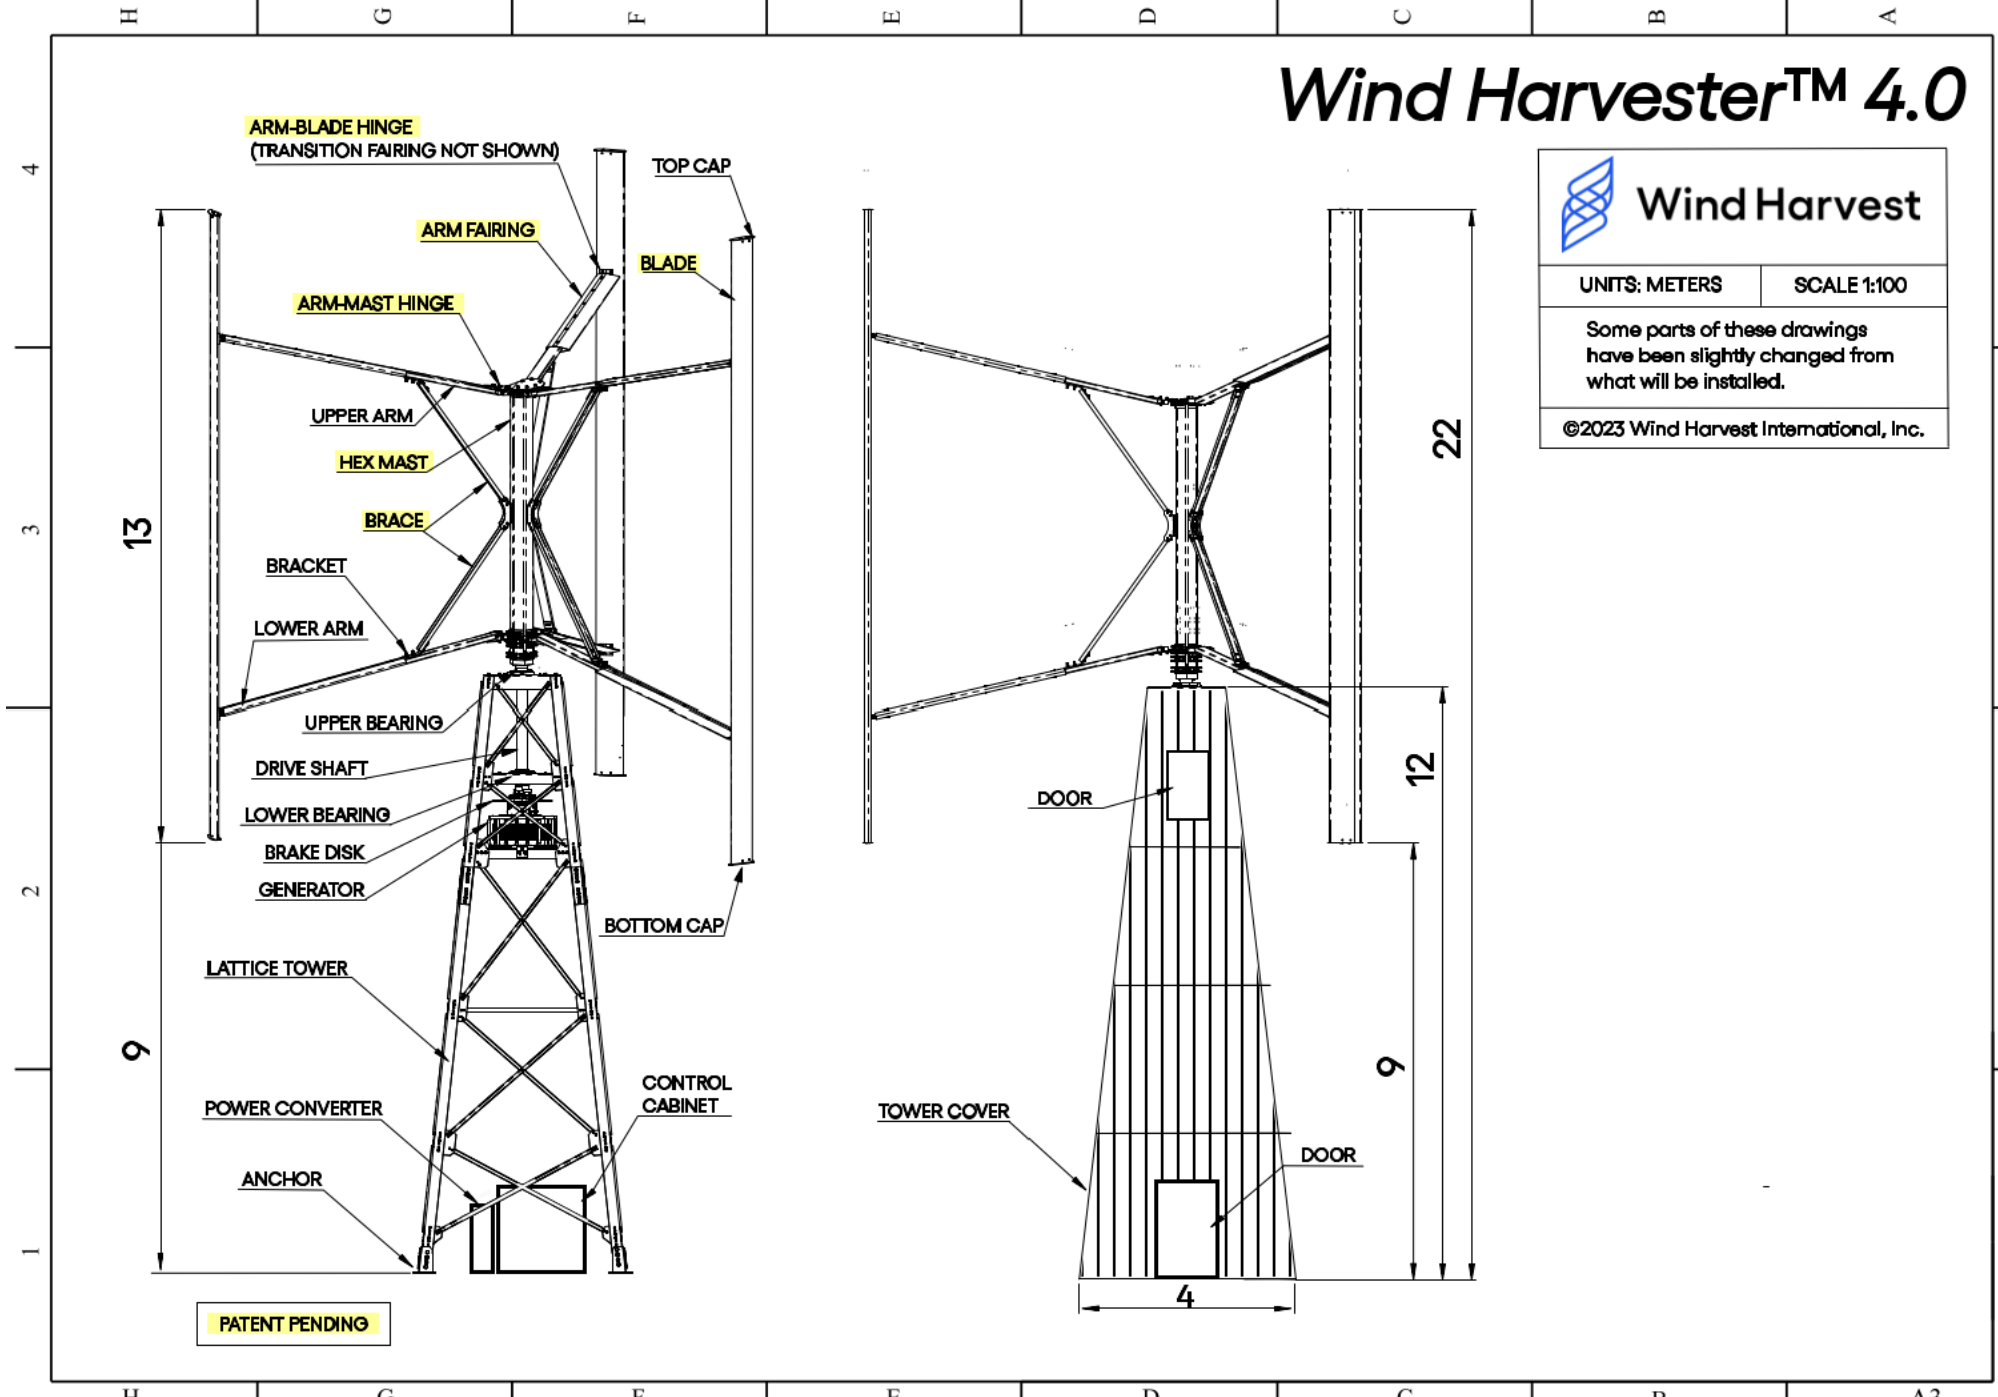 H G F E D C B A
Wind Harvester™ 4.0
Wind Harvest
UNITS: METERS
SCALE 1:100
Some parts of these drawings
have been slightly changed from
what will be installed.
©2023 Wind Harvest International, Inc.
4
3
2
1
ARM-BLADE HINGE
(TRANSITION FAIRING NOT SHOWN)
TOP CAP
ARM FAIRING
BLADE
ARM-MAST HINGE
UPPER ARM
HEX MAST
BRACE
BRACKET
LOWER ARM
UPPER BEARING
DRIVE SHAFT
LOWER BEARING
BRAKE DISK
GENERATOR
BOTTOM CAP
LATTICE TOWER
CONTROL
CABINET
POWER CONVERTER
ANCHOR
13
9
PATENT PENDING
DOOR
TOWER COVER
DOOR
22
12
9
4
H G F E D C B A2